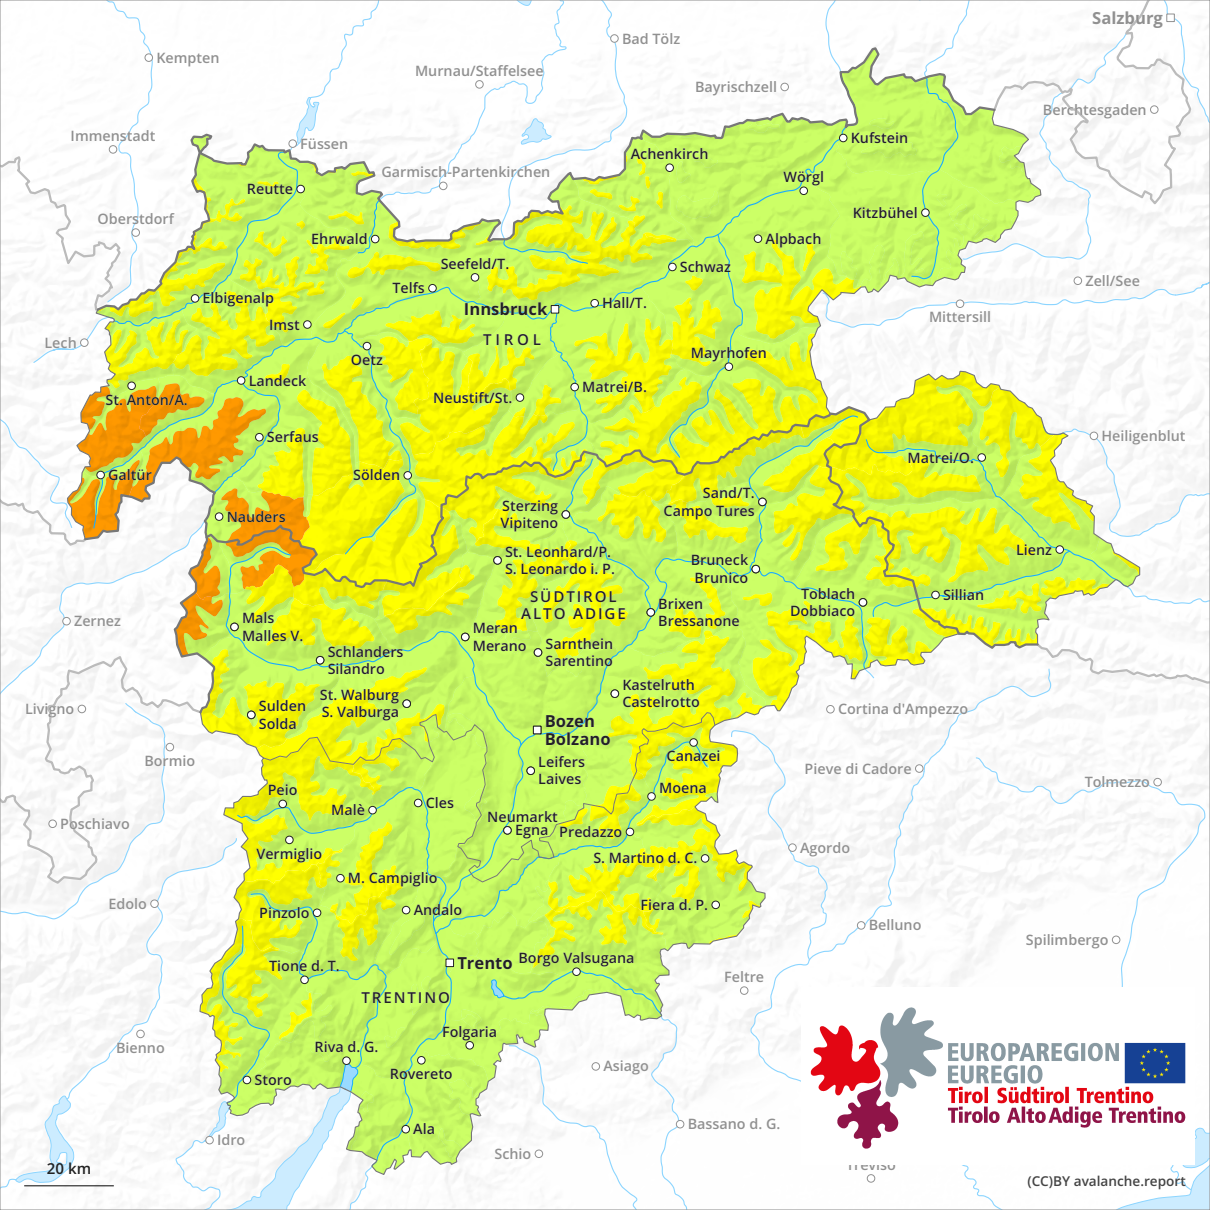 Salzburg
Bad Tölz
Kempten
Murnau/Staffelsee
Bayrischzell
Berchtesgaden
Immenstadt
Füssen
Kufstein
Achenkirch
Garmisch-Partenkirchen
Wörgl
Reutte
Oberstdorf
Kitzbühel
Ehrwald
Alpbach
Seefeld/T.
Schwaz
Zell/See
Telfs
Elbigenalp
Hall/T.
Innsbruck
Mittersill
Imst
TIROL
Lech
Oetz
Mayrhofen
Landeck
Matrei/B.
St. Anton/A.
Neustift/St.
Serfaus
Heiligenblut
Matrei/O.
Galtür
Sölden
Sand/T.
Campo Tures
Sterzing
Vipiteno
Nauders
Lienz
St. Leonhard/P.
S. Leonardo i. P.
Bruneck
Brunico
SÜDTIROL
ALTO ADIGE
Toblach
Dobbiaco
Sillian
Brixen
Bressanone
Zernez
Mals
Malles V.
Meran
Merano
Sarnthein
Sarentino
Schlanders
Silandro
Kastelruth
Castelrotto
St. Walburg
S. Valburga
Livigno
Sulden
Solda
Cortina d'Ampezzo
Bozen
Bolzano
Bormio
Canazei
Leifers
Laives
Pieve di Cadore
Tolmezzo
Peio
Moena
Malè
Cles
Poschiavo
Neumarkt
Egna
Predazzo
Vermiglio
Agordo
S. Martino d. C.
M. Campiglio
Edolo
Pinzolo
Andalo
Fiera d. P.
Belluno
Spilimbergo
Trento
Borgo Valsugana
Tione d. T.
Feltre
TRENTINO
Bienno
Folgaria
Riva d. G.
Asiago
Rovereto
Storo
EUROPAREGION
EUREGIO
Tirol Südtirol Trentino
Tirolo Alto Adige Trentino
Ala
Bassano d. G.
Idro
Schio
Treviso
20 km
(CC)BY avalanche.report